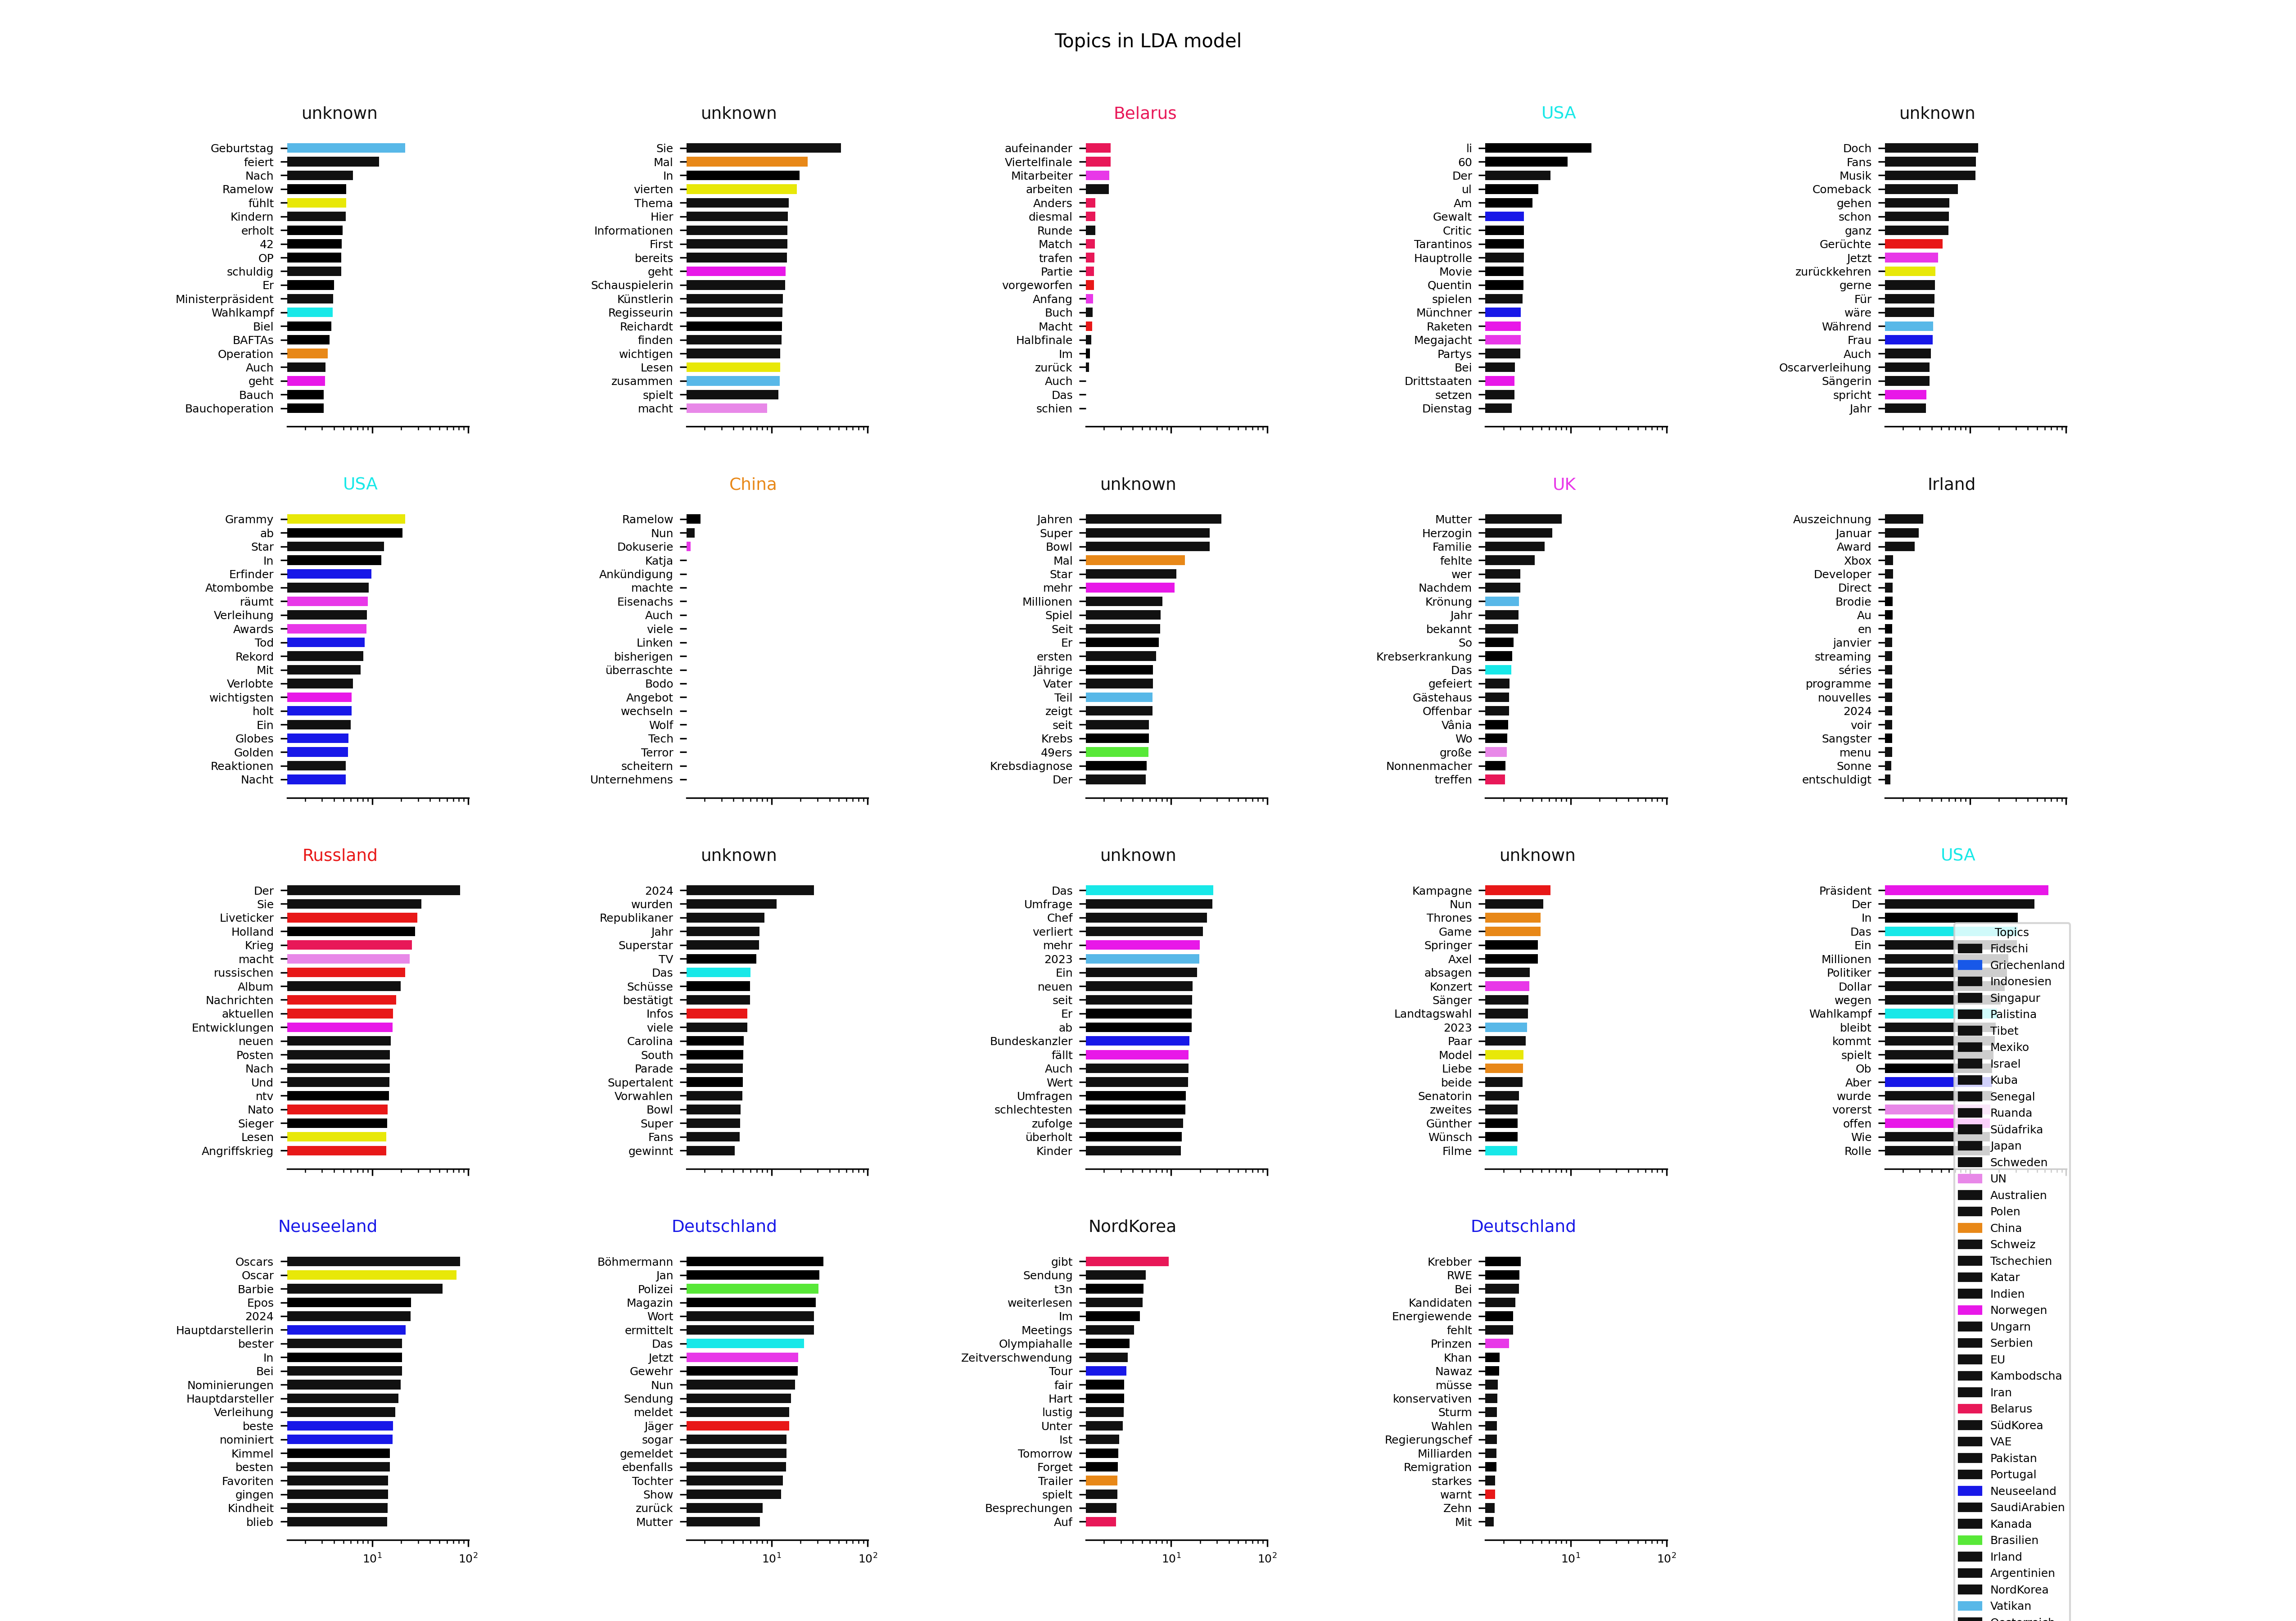 Topics in LDA model
unknown
Geburtstag
feiert
Nach
Ramelow
fühlt
Kindern
erholt
42
OP
schuldig
Er
Ministerpräsident
Wahlkampf
Biel
BAFTAs
Operation
Auch
geht
Bauch
Bauchoperation
unknown
Sie
Mal
In
vierten
Thema
Hier
Informationen
First
bereits
geht
Schauspielerin
Künstlerin
Regisseurin
Reichardt
finden
wichtigen
Lesen
zusammen
spielt
macht
Belarus
aufeinander
Viertelfinale
Mitarbeiter
arbeiten
Anders
diesmal
Runde
Match
trafen
Partie
vorgeworfen
Anfang
Buch
Macht
Halbfinale
Im
zurück
Auch
Das
schien
USA
li
60
Der
ul
Am
Gewalt
Critic
Tarantinos
Hauptrolle
Movie
Quentin
spielen
Münchner
Raketen
Megajacht
Partys
Bei
Drittstaaten
setzen
Dienstag
unknown
Doch
Fans
Musik
Comeback
gehen
schon
ganz
Gerüchte
Jetzt
zurückkehren
gerne
Für
wäre
Während
Frau
Auch
Oscarverleihung
Sängerin
spricht
Jahr
USA
Grammy
ab
Star
In
Erfinder
Atombombe
räumt
Verleihung
Awards
Tod
Rekord
Mit
Verlobte
wichtigsten
holt
Ein
Globes
Golden
Reaktionen
Nacht
China
Ramelow
Nun
Dokuserie
Katja
Ankündigung
machte
Eisenachs
Auch
viele
Linken
bisherigen
überraschte
Bodo
Angebot
wechseln
Wolf
Tech
Terror
scheitern
Unternehmens
unknown
Jahren
Super
Bowl
Mal
Star
mehr
Millionen
Spiel
Seit
Er
ersten
Jährige
Vater
Teil
zeigt
seit
Krebs
49ers
Krebsdiagnose
Der
UK
Mutter
Herzogin
Familie
fehlte
wer
Nachdem
Krönung
Jahr
bekannt
So
Krebserkrankung
Das
gefeiert
Gästehaus
Offenbar
Vânia
Wo
große
Nonnenmacher
treffen
Irland
Auszeichnung
Januar
Award
Xbox
Developer
Direct
Brodie
Au
en
janvier
streaming
séries
programme
nouvelles
2024
voir
Sangster
menu
Sonne
entschuldigt
Russland
Der
Sie
Liveticker
Holland
Krieg
macht
russischen
Album
Nachrichten
aktuellen
Entwicklungen
neuen
Posten
Nach
Und
ntv
Nato
Sieger
Lesen
Angriffskrieg
unknown
2024
wurden
Republikaner
Jahr
Superstar
TV
Das
Schüsse
bestätigt
Infos
viele
Carolina
South
Parade
Supertalent
Vorwahlen
Bowl
Super
Fans
gewinnt
unknown
Das
Umfrage
Chef
verliert
mehr
2023
Ein
neuen
seit
Er
ab
Bundeskanzler
fällt
Auch
Wert
Umfragen
schlechtesten
zufolge
überholt
Kinder
unknown
Kampagne
Nun
Thrones
Game
Springer
Axel
absagen
Konzert
Sänger
Landtagswahl
2023
Paar
Model
Liebe
beide
Senatorin
zweites
Günther
Wünsch
Filme
USA
Präsident
Der
In
Das
Ein
Millionen
Politiker
Dollar
wegen
Wahlkampf
bleibt
kommt
spielt
Ob
Aber
wurde
vorerst
offen
Wie
Rolle
Neuseeland
Oscars
Oscar
Barbie
Epos
2024
Hauptdarstellerin
bester
In
Bei
Nominierungen
Hauptdarsteller
Verleihung
beste
nominiert
Kimmel
besten
Favoriten
gingen
Kindheit
blieb
10¹ 10²
Deutschland
Böhmermann
Jan
Polizei
Magazin
Wort
ermittelt
Das
Jetzt
Gewehr
Nun
Sendung
meldet
Jäger
sogar
gemeldet
ebenfalls
Tochter
Show
zurück
Mutter
10¹ 10²
NordKorea
gibt
Sendung
t3n
weiterlesen
Im
Meetings
Olympiahalle
Zeitverschwendung
Tour
fair
Hart
lustig
Unter
Ist
Tomorrow
Forget
Trailer
spielt
Besprechungen
Auf
10¹ 10²
Deutschland
Krebber
RWE
Bei
Kandidaten
Energiewende
fehlt
Prinzen
Khan
Nawaz
müsse
konservativen
Sturm
Wahlen
Regierungschef
Milliarden
Remigration
starkes
warnt
Zehn
Mit
10¹ 10²
Topics
Fidschi
Griechenland
Indonesien
Singapur
Palistina
Tibet
Mexiko
Israel
Kuba
Senegal
Ruanda
Südafrika
Japan
Schweden
UN
Australien
Polen
China
Schweiz
Tschechien
Katar
Indien
Norwegen
Ungarn
Serbien
EU
Kambodscha
Iran
Belarus
SüdKorea
VAE
Pakistan
Portugal
Neuseeland
SaudiArabien
Kanada
Brasilien
Irland
Argentinien
NordKorea
Vatikan